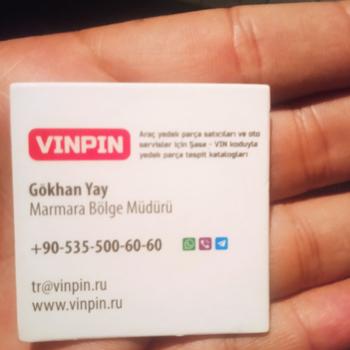 VINPIN
Araç yedek parça satıcıları ve oto
servisler için Şase - VIN koduyla
yedek parça tespit katalogları
Gökhan Yay
Marmara Bölge Müdürü
+90-535-500-60-60
tr@vinpin.ru
www.vinpin.ru